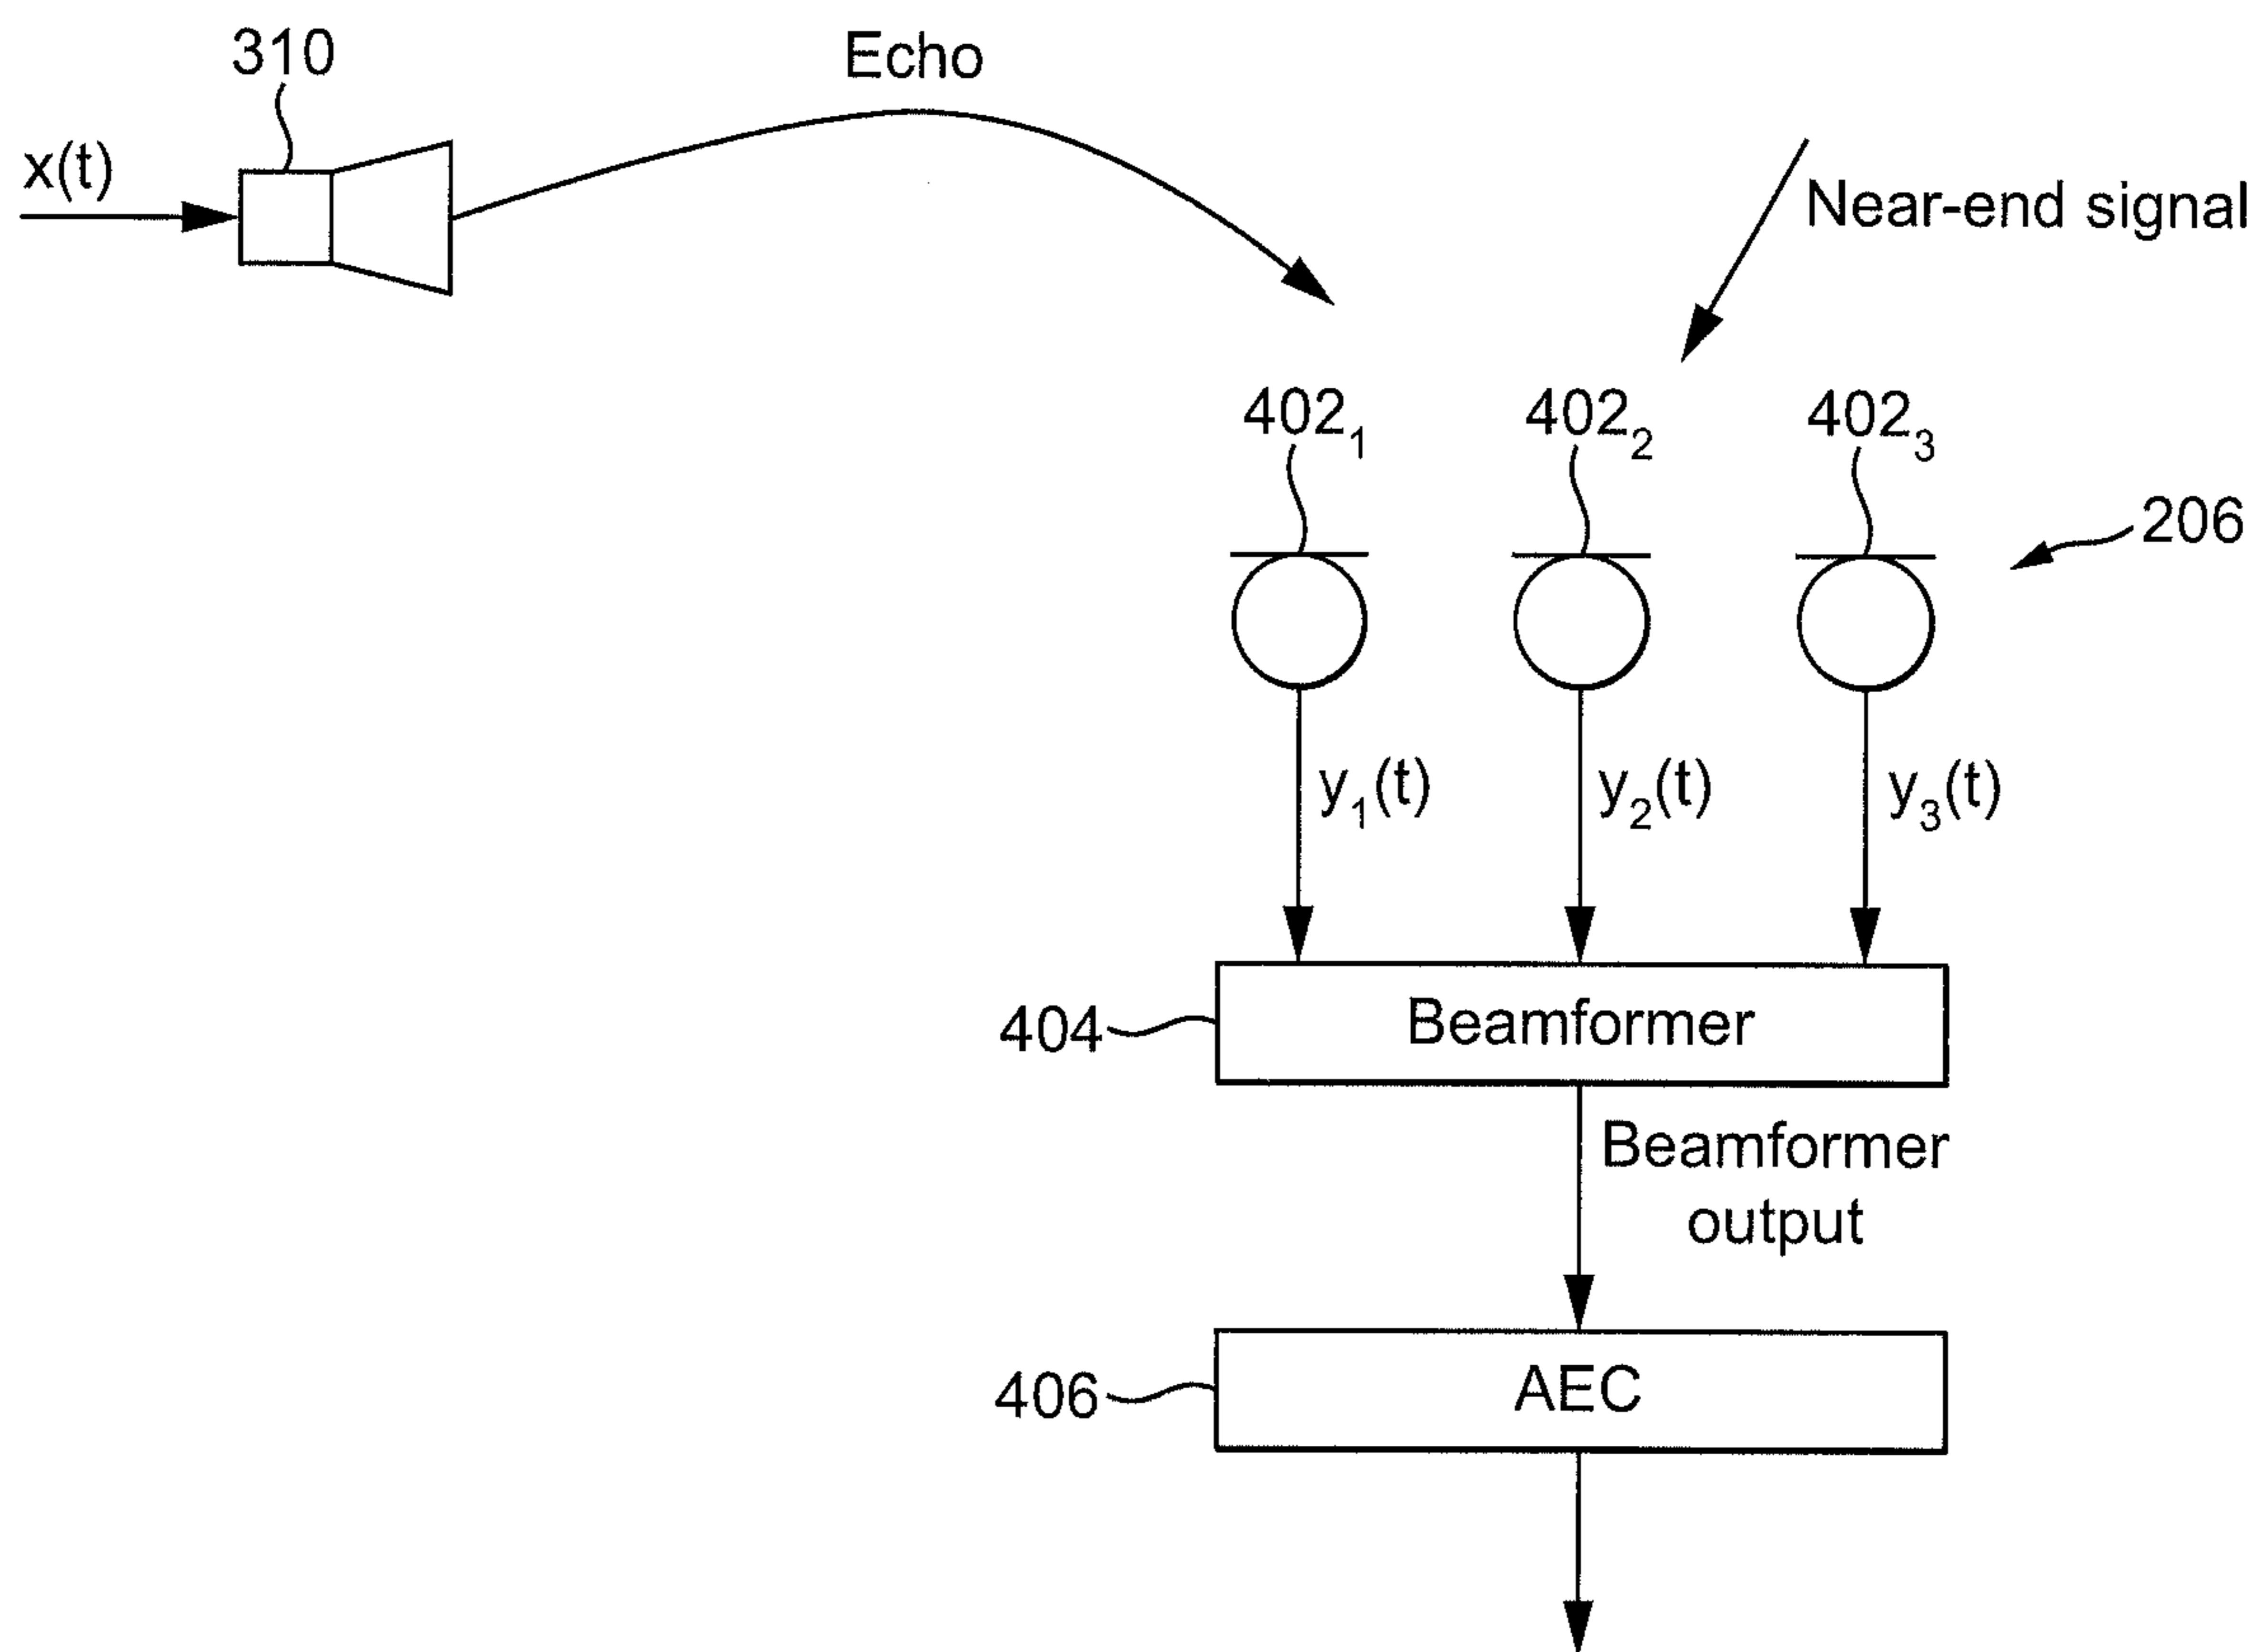 310
Echo
x(t)
Near-end signal
402₁
402₂
402₃
206
y₁(t)
y₂(t)
y₃(t)
404
Beamformer
Beamformer
output
406
AEC